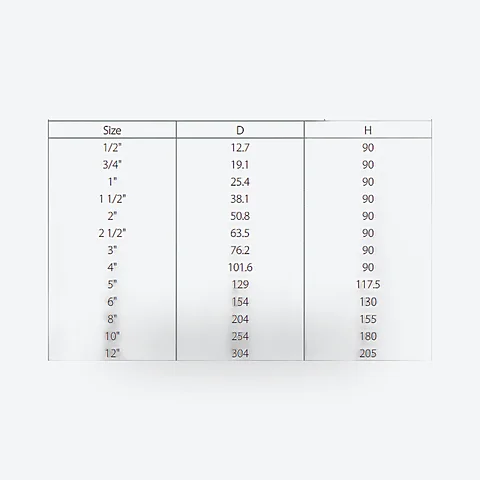 Size D H
1/2" 12.7 90
3/4" 19.1 90
1" 25.4 90
1 1/2" 38.1 90
2" 50.8 90
2 1/2" 63.5 90
3" 76.2 90
4" 101.6 90
5" 129 117.5
6" 154 130
8" 204 155
10" 254 180
12" 304 205